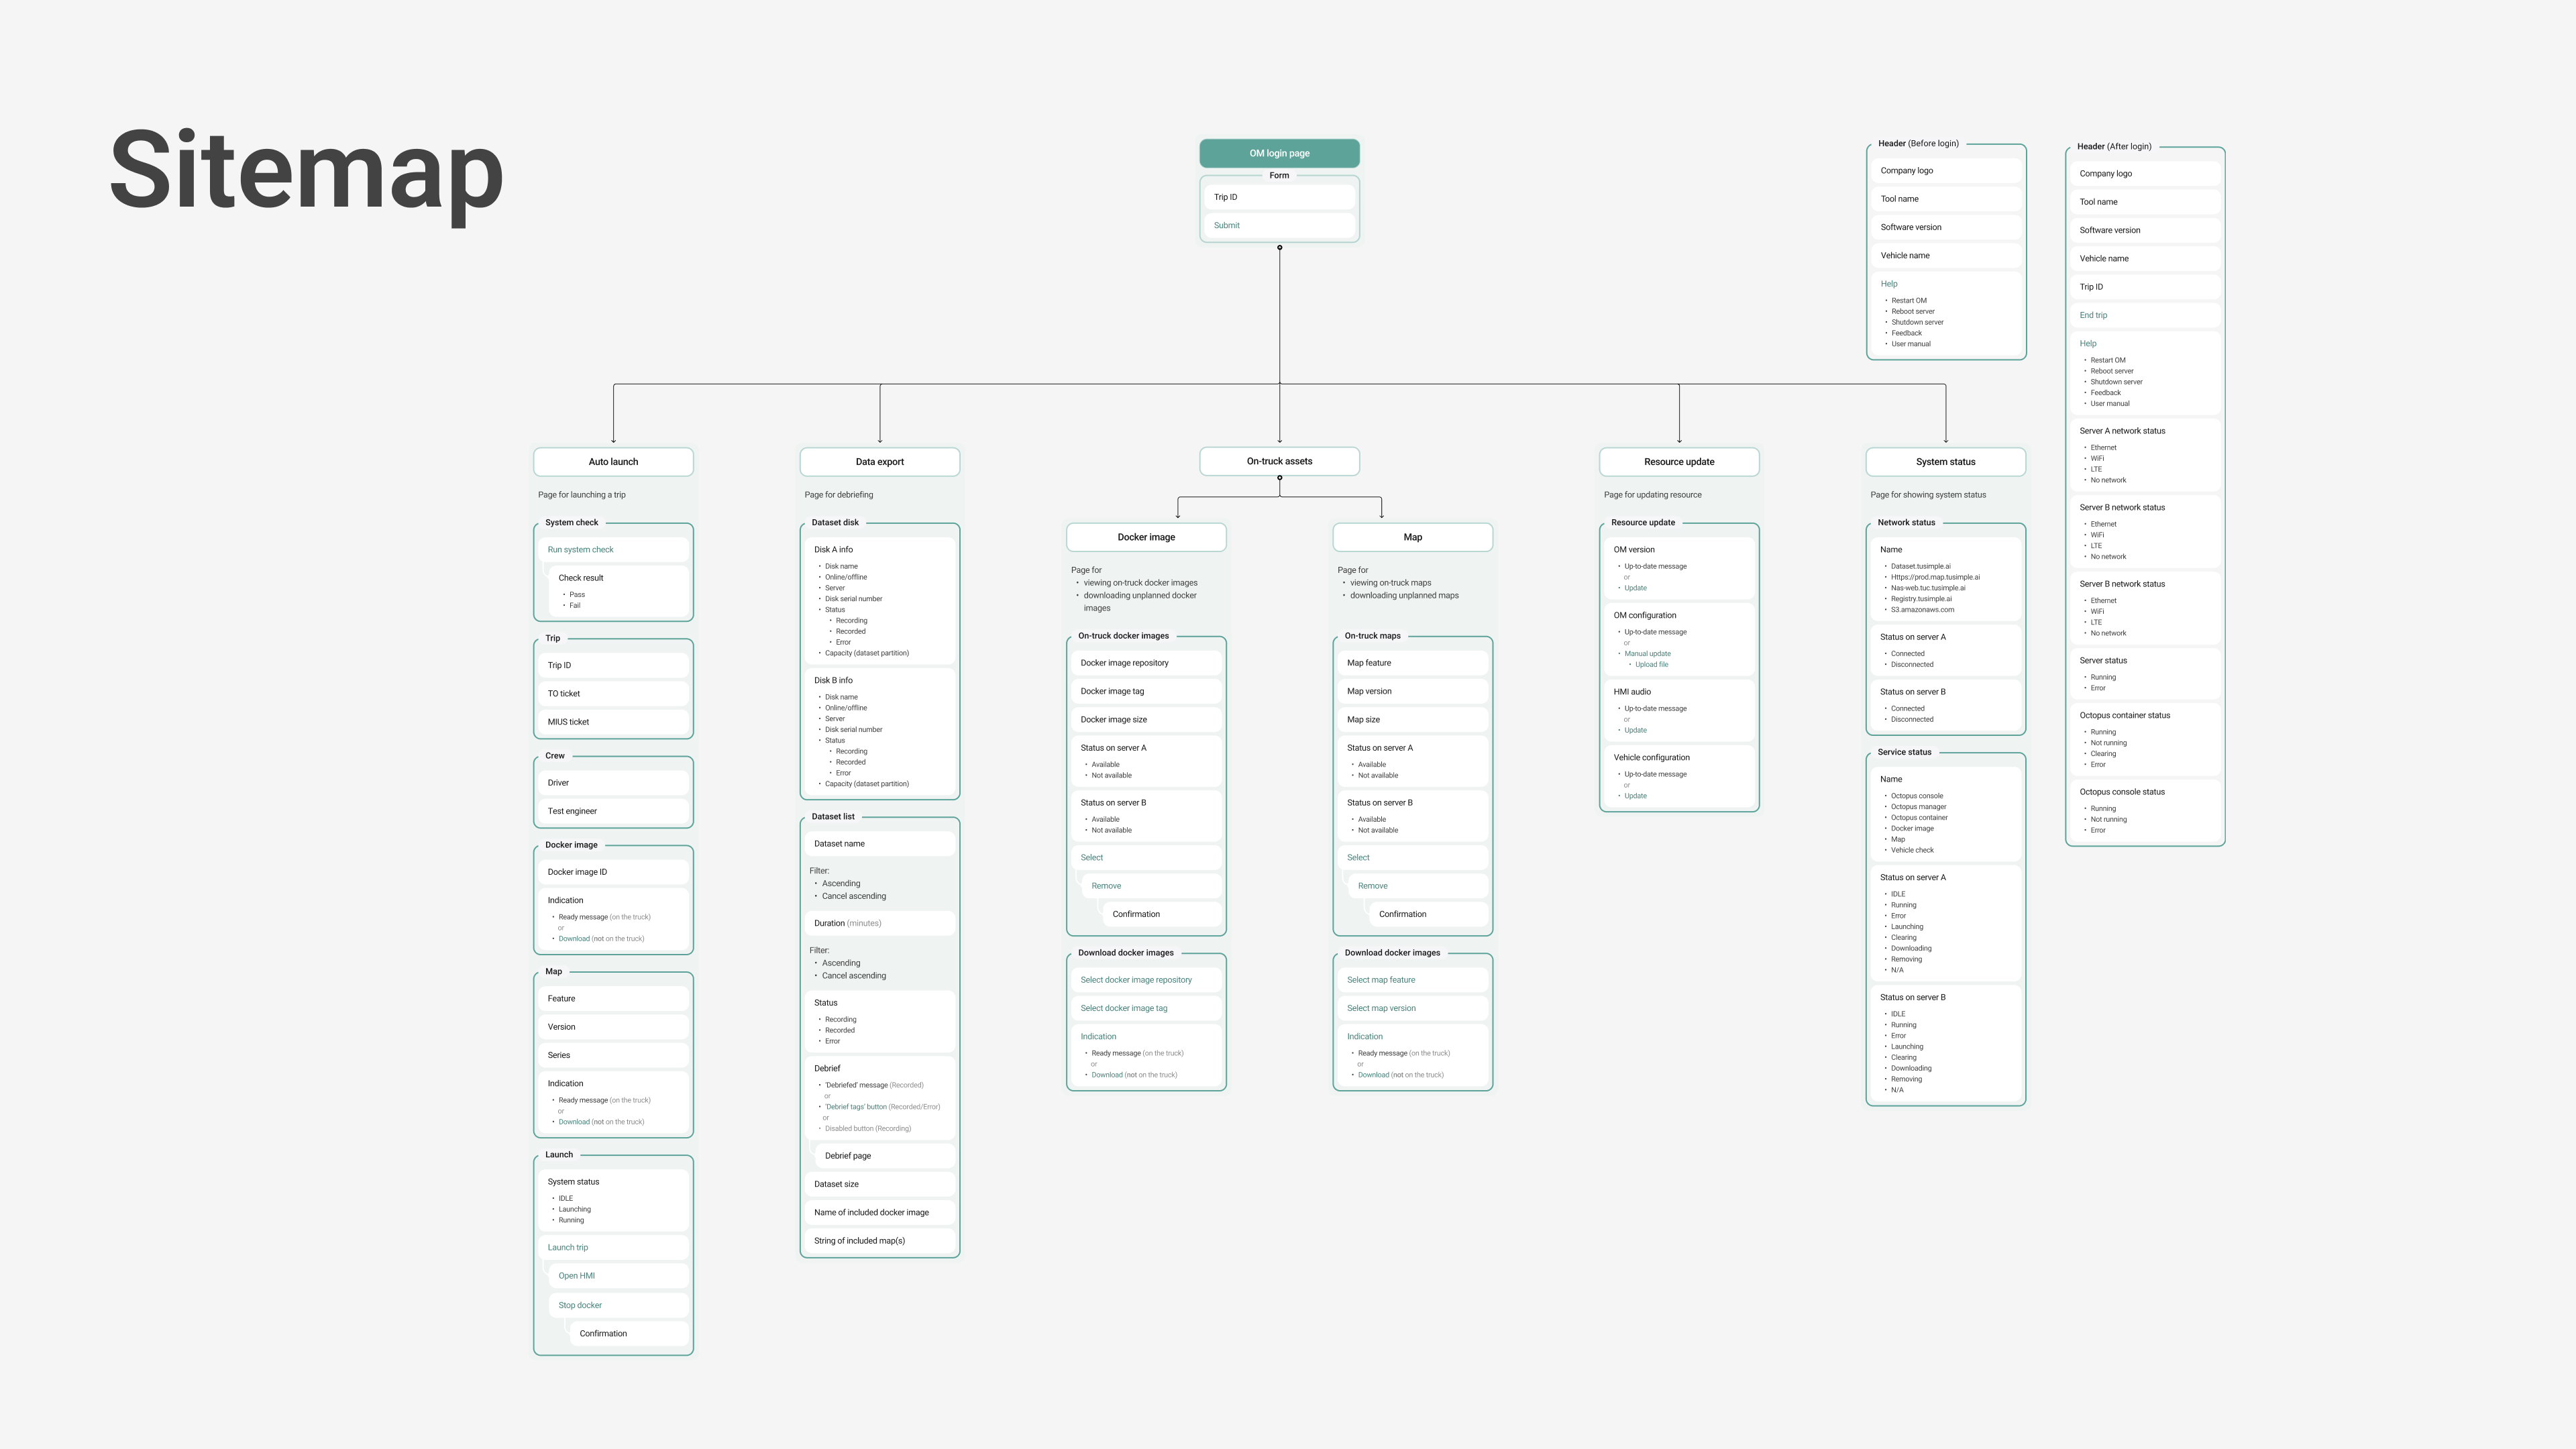 Sitemap
OM login page
Form
Trip ID
Submit
Header (Before login)
Company logo
Tool name
Software version
Vehicle name
Help
• Restart OM
• Reboot server
• Shutdown server
• Feedback
• User manual
Header (After login)
Company logo
Tool name
Software version
Vehicle name
Trip ID
End trip
Help
• Restart OM
• Reboot server
• Shutdown server
• Feedback
• User manual
Server A network status
• Ethernet
• WiFi
• LTE
• No network
Server B network status
• Ethernet
• WiFi
• LTE
• No network
Server B network status
• Ethernet
• WiFi
• LTE
• No network
Server status
• Running
• Error
Octopus container status
• Running
• Not running
• Clearing
• Error
Octopus console status
• Running
• Not running
• Error
Auto launch
Page for launching a trip
System check
Run system check
Check result
• Pass
• Fail
Trip
Trip ID
TO ticket
MIUS ticket
Crew
Driver
Test engineer
Docker image
Docker image ID
Indication
• Ready message (on the truck)
or
• Download (not on the truck)
Map
Feature
Version
Series
Indication
• Ready message (on the truck)
or
• Download (not on the truck)
Launch
System status
• IDLE
• Launching
• Running
Launch trip
Open HMI
Stop docker
Confirmation
Data export
Page for debriefing
Dataset disk
Disk A info
• Disk name
• Online/offline
• Server
• Disk serial number
• Status
• Recording
• Recorded
• Error
• Capacity (dataset partition)
Disk B info
• Disk name
• Online/offline
• Server
• Disk serial number
• Status
• Recording
• Recorded
• Error
• Capacity (dataset partition)
Dataset list
Dataset name
Filter:
• Ascending
• Cancel ascending
Duration (minutes)
Filter:
• Ascending
• Cancel ascending
Status
• Recording
• Recorded
• Error
Debrief
• 'Debriefed' message (Recorded)
or
• 'Debrief tags' button (Recorded/Error)
or
• Disabled button (Recording)
Debrief page
Dataset size
Name of included docker image
String of included map(s)
On-truck assets
Docker image
Page for
• viewing on-truck docker images
• downloading unplanned docker
images
On-truck docker images
Docker image repository
Docker image tag
Docker image size
Status on server A
• Available
• Not available
Status on server B
• Available
• Not available
Select
Remove
Confirmation
Download docker images
Select docker image repository
Select docker image tag
Indication
• Ready message (on the truck)
or
• Download (not on the truck)
Map
Page for
• viewing on-truck maps
• downloading unplanned maps
On-truck maps
Map feature
Map version
Map size
Status on server A
• Available
• Not available
Status on server B
• Available
• Not available
Select
Remove
Confirmation
Download docker images
Select map feature
Select map version
Indication
• Ready message (on the truck)
or
• Download (not on the truck)
Resource update
Page for updating resource
Resource update
OM version
• Up-to-date message
or
• Update
OM configuration
• Up-to-date message
or
• Manual update
• Upload file
HMI audio
• Up-to-date message
or
• Update
Vehicle configuration
• Up-to-date message
or
• Update
System status
Page for showing system status
Network status
Name
• Dataset.tusimple.ai
• Https://prod.map.tusimple.ai
• Nas-web.tuc.tusimple.ai
• Registry.tusimple.ai
• S3.amazonaws.com
Status on server A
• Connected
• Disconnected
Status on server B
• Connected
• Disconnected
Service status
Name
• Octopus console
• Octopus manager
• Octopus container
• Docker image
• Map
• Vehicle check
Status on server A
• IDLE
• Running
• Error
• Launching
• Clearing
• Downloading
• Removing
• N/A
Status on server B
• IDLE
• Running
• Error
• Launching
• Clearing
• Downloading
• Removing
• N/A